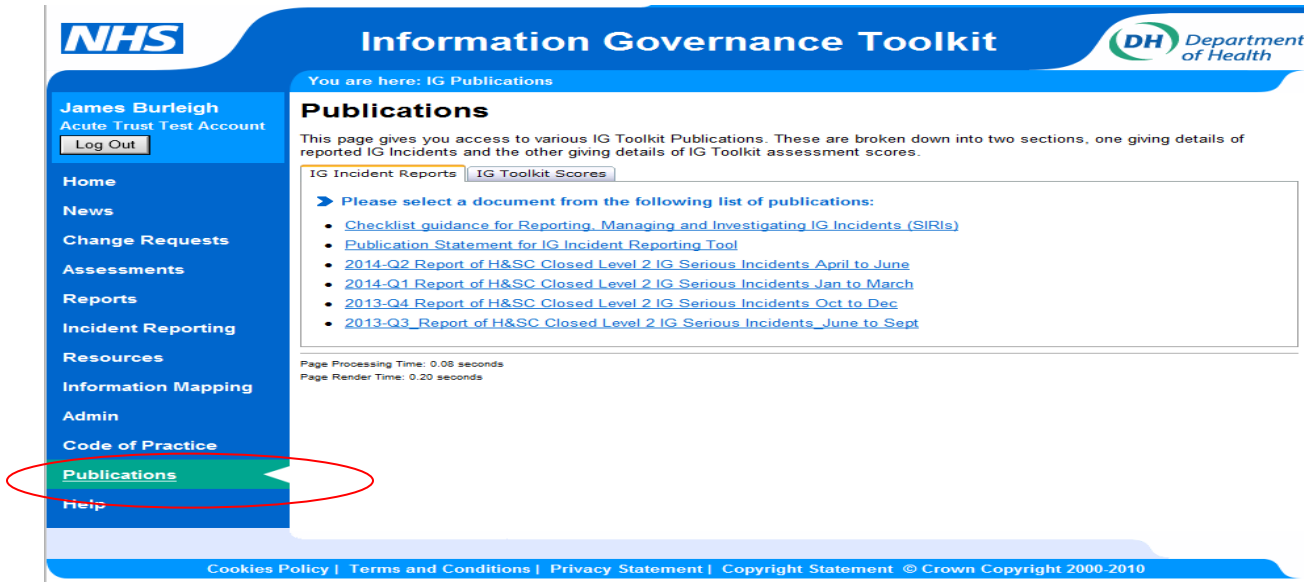 NHS
Information Governance Toolkit
DH Department
of Health
You are here: IG Publications
James Burleigh
Acute Trust Test Account
Log Out
Home
News
Change Requests
Assessments
Reports
Incident Reporting
Resources
Information Mapping
Admin
Code of Practice
Publications
Help
Publications
This page gives you access to various IG Toolkit Publications. These are broken down into two sections, one giving details of
reported IG Incidents and the other giving details of IG Toolkit assessment scores.
IG Incident Reports IG Toolkit Scores
Please select a document from the following list of publications:
Checklist guidance for Reporting, Managing and Investigating IG Incidents (SIRIs)
Publication Statement for IG Incident Reporting Tool
2014-Q2 Report of H&SC Closed Level 2 IG Serious Incidents April to June
2014-Q1 Report of H&SC Closed Level 2 IG Serious Incidents Jan to March
2013-Q4 Report of H&SC Closed Level 2 IG Serious Incidents Oct to Dec
2013-Q3_Report of H&SC Closed Level 2 IG Serious Incidents_June to Sept
Page Processing Time: 0.08 seconds
Page Render Time: 0.20 seconds
Cookies Policy | Terms and Conditions | Privacy Statement | Copyright Statement © Crown Copyright 2000-2010